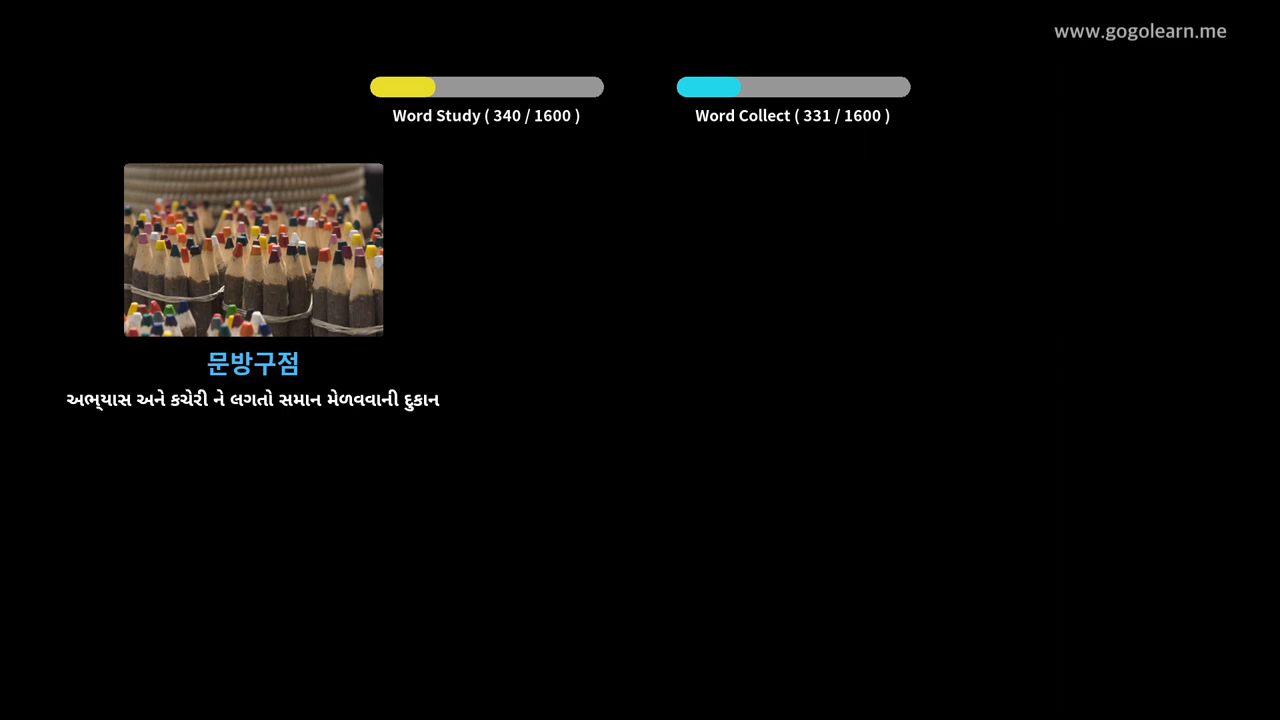 www.gogolearn.me
Word Study ( 340 / 1600 )
Word Collect ( 331 / 1600 )
문방구점
અભ્‍યાસ અને કચેરી ને લગતો સમાન મેળવવાની દુકાન